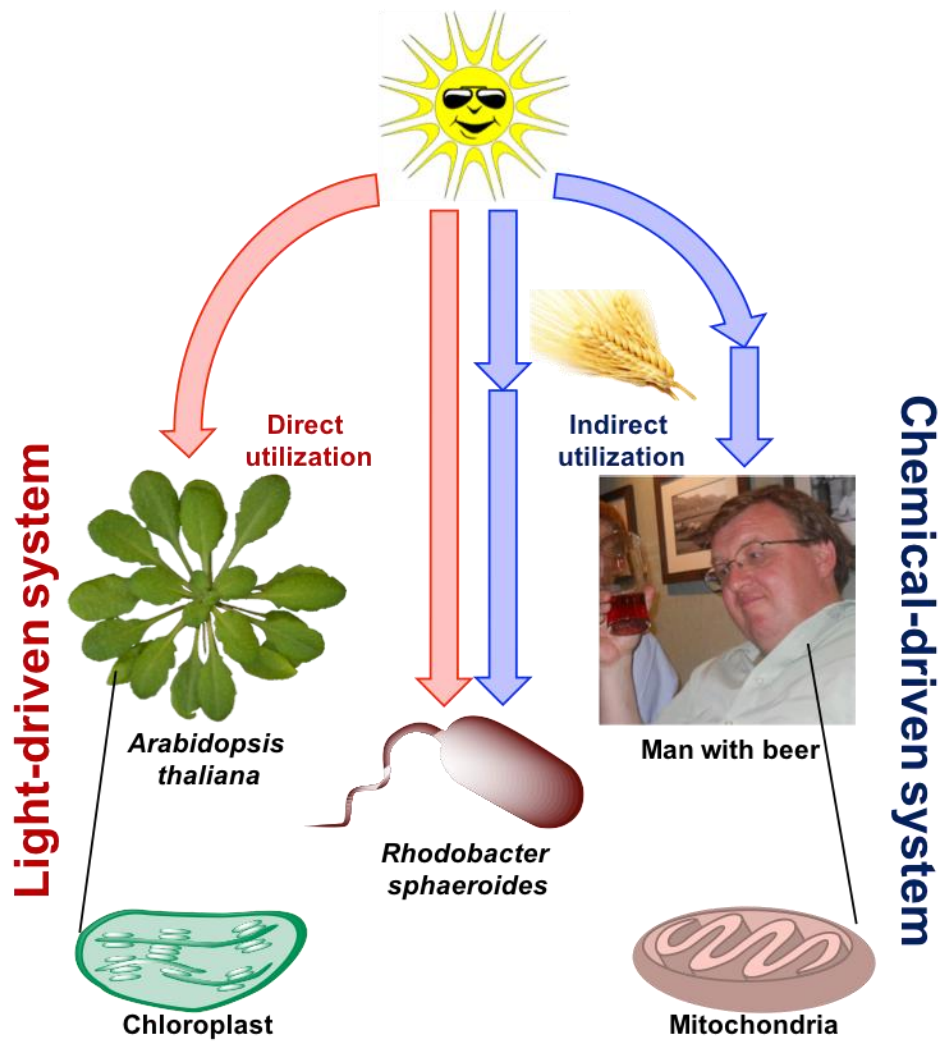 Direct
utilization
Indirect
utilization
Light-driven system
Chemical-driven system
Arabidopsis
thaliana
Man with beer
Rhodobacter
sphaeroides
Chloroplast
Mitochondria